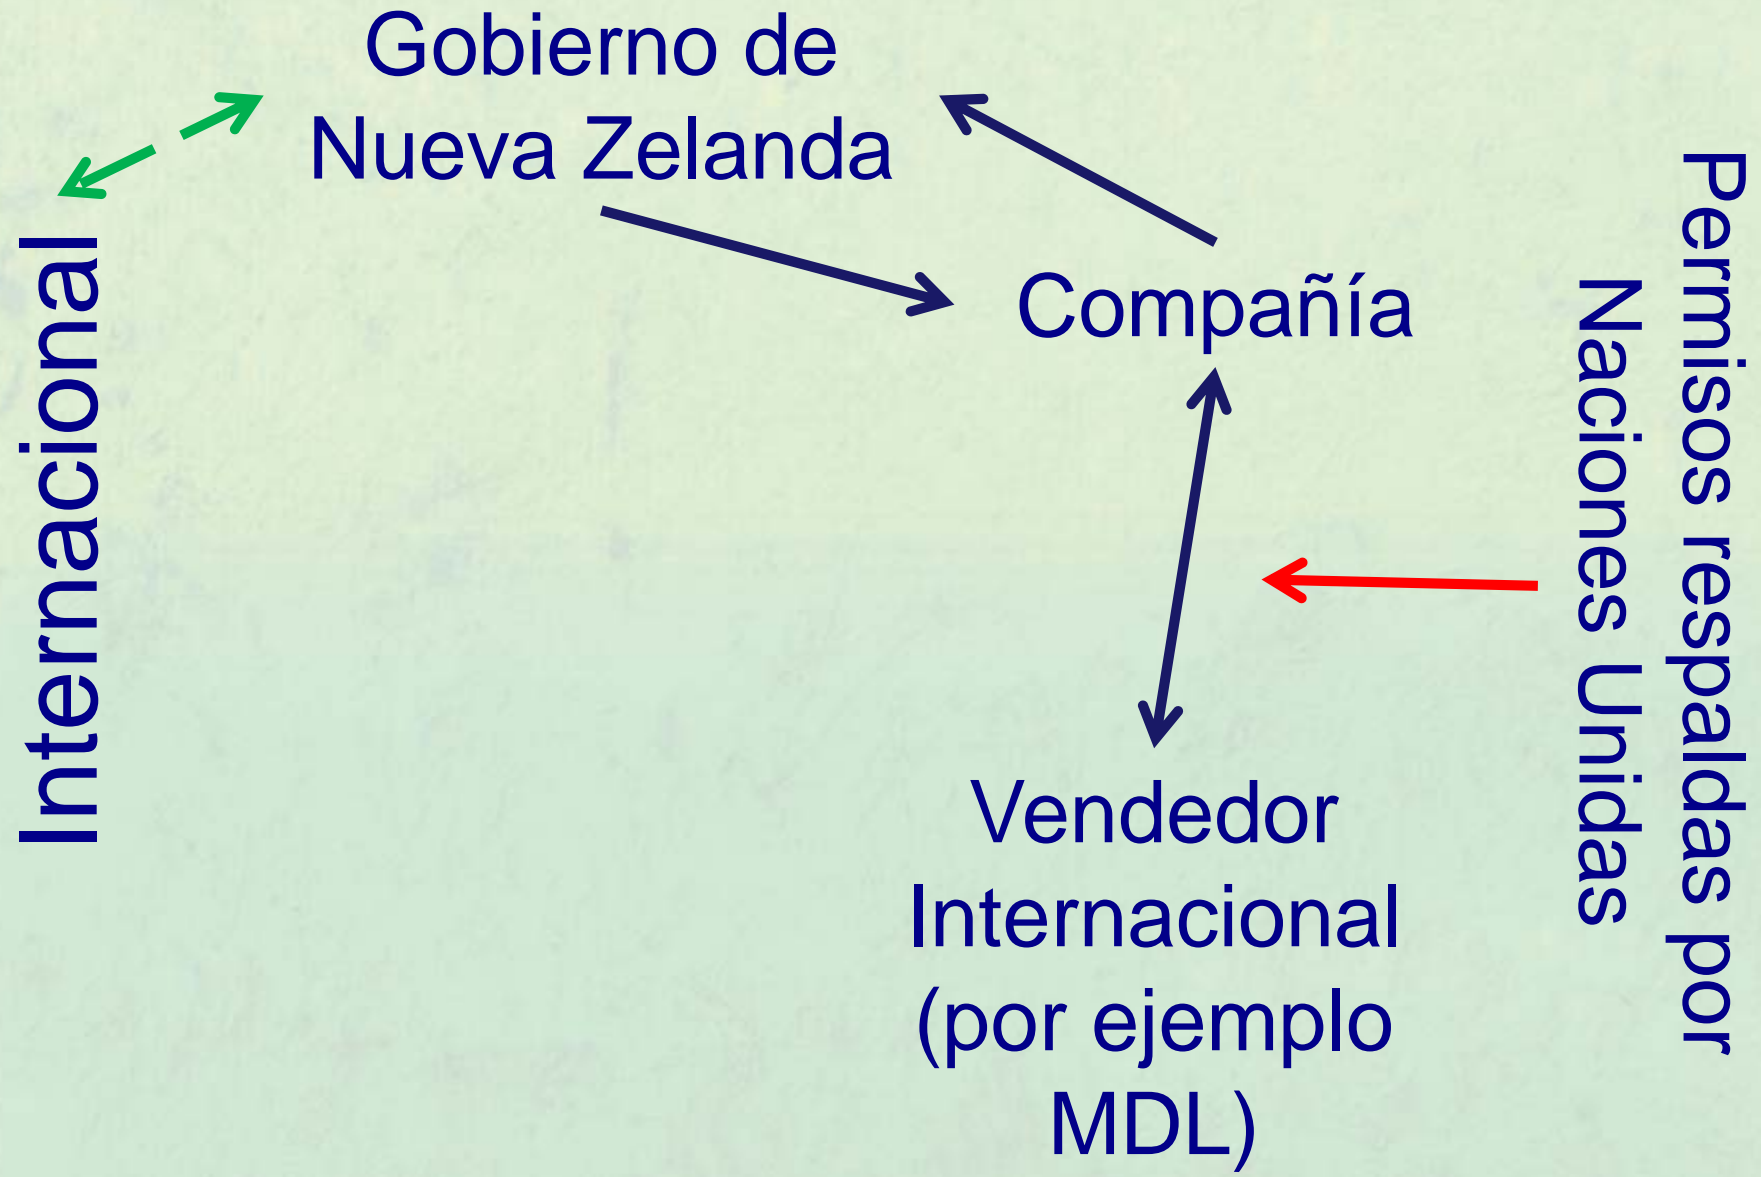 Gobierno de
Nueva Zelanda
Internacional
Compañía
Permisos respaldas por
Naciones Unidas
Vendedor
Internacional
(por ejemplo
MDL)